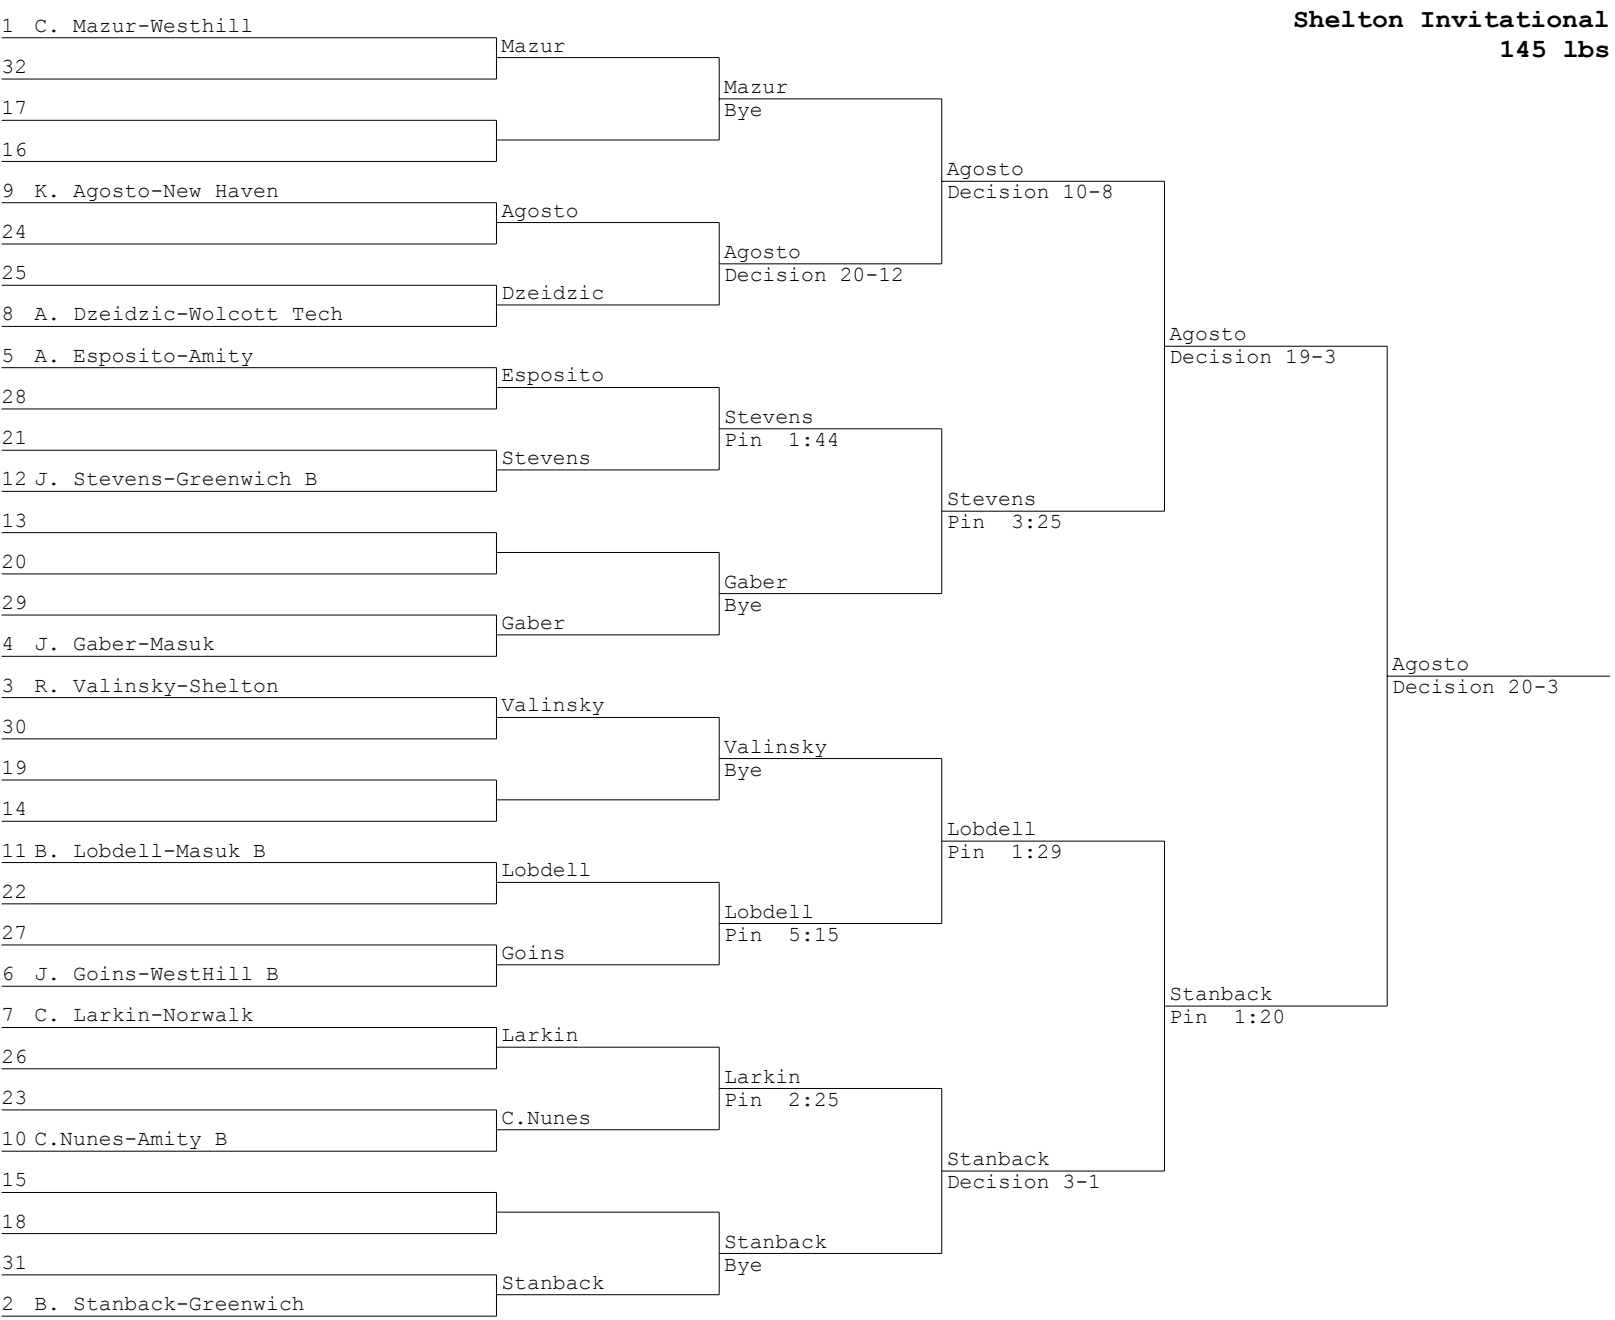 Shelton Invitational
145 lbs
1 C. Mazur-Westhill
32
17
16
9 K. Agosto-New Haven
24
25
8 A. Dzeidzic-Wolcott Tech
5 A. Esposito-Amity
28
21
12 J. Stevens-Greenwich B
13
20
29
4 J. Gaber-Masuk
3 R. Valinsky-Shelton
30
19
14
11 B. Lobdell-Masuk B
22
27
6 J. Goins-WestHill B
7 C. Larkin-Norwalk
26
23
10 C.Nunes-Amity B
15
18
31
2 B. Stanback-Greenwich
Mazur
Agosto
Dzeidzic
Esposito
Stevens
Gaber
Valinsky
Lobdell
Goins
Larkin
C.Nunes
Stanback
Mazur
Bye
Agosto
Decision 20-12
Stevens
Pin 1:44
Gaber
Bye
Valinsky
Bye
Lobdell
Pin 5:15
Larkin
Pin 2:25
Stanback
Bye
Agosto
Decision 10-8
Stevens
Pin 3:25
Lobdell
Pin 1:29
Stanback
Decision 3-1
Agosto
Decision 19-3
Stanback
Pin 1:20
Agosto
Decision 20-3